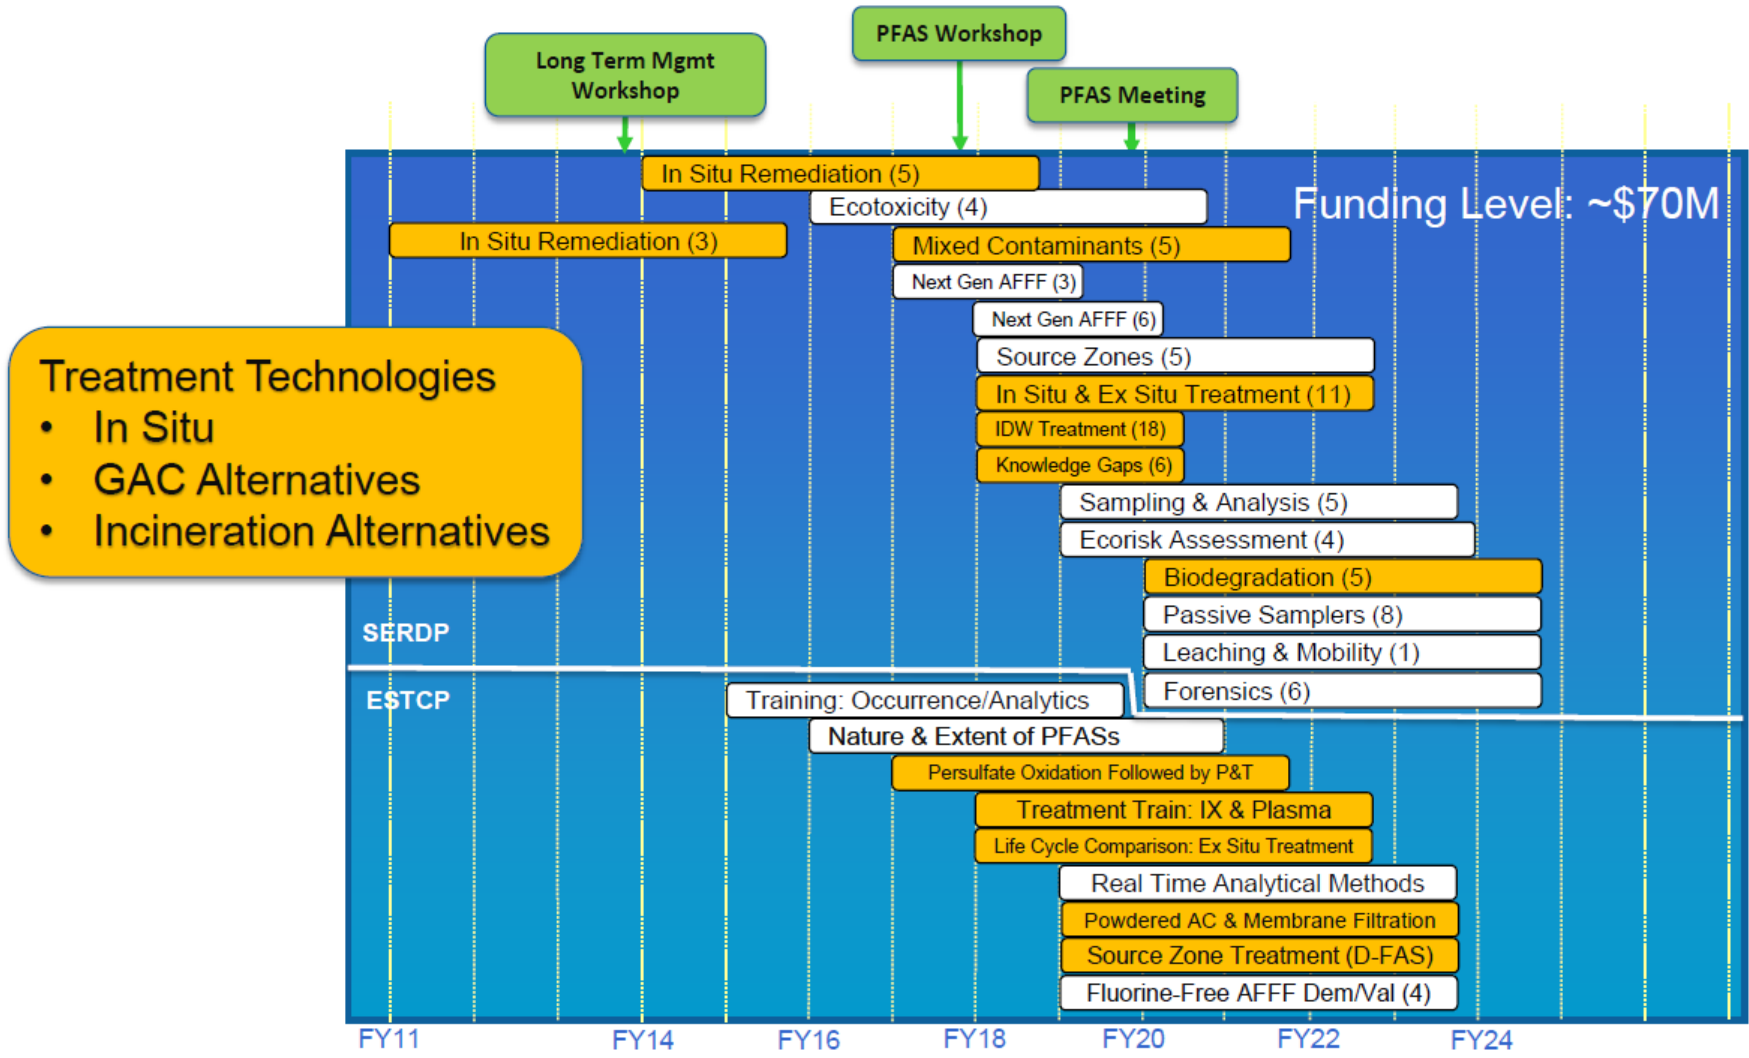 PFAS Workshop
Long Term Mgmt
Workshop
PFAS Meeting
In Situ Remediation (5)
Ecotoxicity (4)
Funding Level: ~$70M
In Situ Remediation (3)
Mixed Contaminants (5)
Next Gen AFFF (3)
Next Gen AFFF (6)
Source Zones (5)
Treatment Technologies
• In Situ
• GAC Alternatives
• Incineration Alternatives
In Situ & Ex Situ Treatment (11)
IDW Treatment (18)
Knowledge Gaps (6)
Sampling & Analysis (5)
Ecorisk Assessment (4)
Biodegradation (5)
Passive Samplers (8)
SERDP
Leaching & Mobility (1)
Forensics (6)
ESTCP
Training: Occurrence/Analytics
Nature & Extent of PFASs
Persulfate Oxidation Followed by P&T
Treatment Train: IX & Plasma
Life Cycle Comparison: Ex Situ Treatment
Real Time Analytical Methods
Powdered AC & Membrane Filtration
Source Zone Treatment (D-FAS)
Fluorine-Free AFFF Dem/Val (4)
FY11 FY14 FY16 FY18 FY20 FY22 FY24